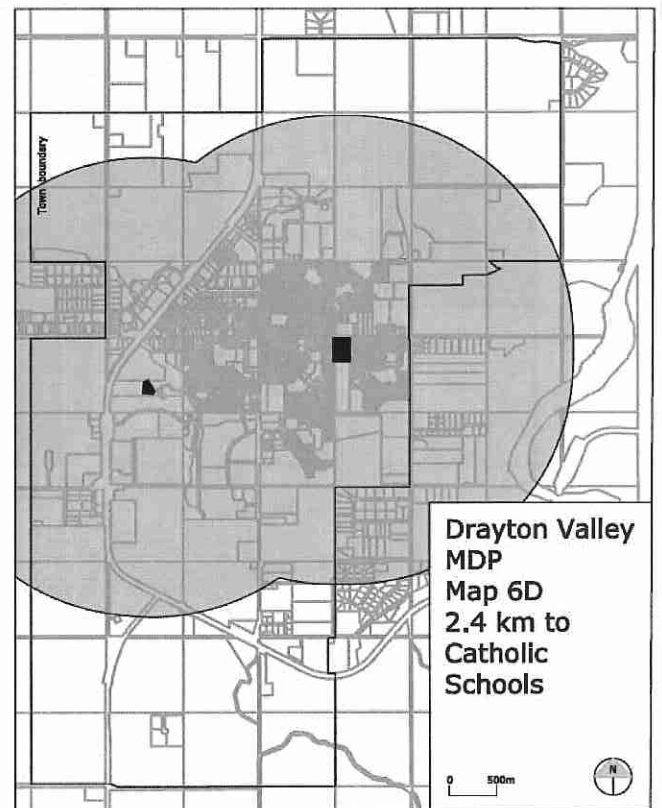 Town boundary
Drayton Valley
MDP
Map 6D
2.4 km to
Catholic
Schools
0 500m
N